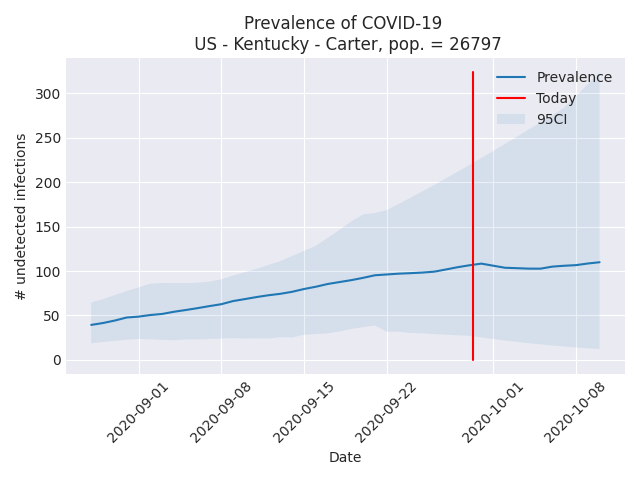 Prevalence of COVID-19
US - Kentucky - Carter, pop. = 26797
Prevalence
Today
95CI
300
250
200
150
100
50
0
# undetected infections
2020-09-01
2020-09-08
2020-09-15
2020-09-22
2020-10-01
2020-10-08
Date